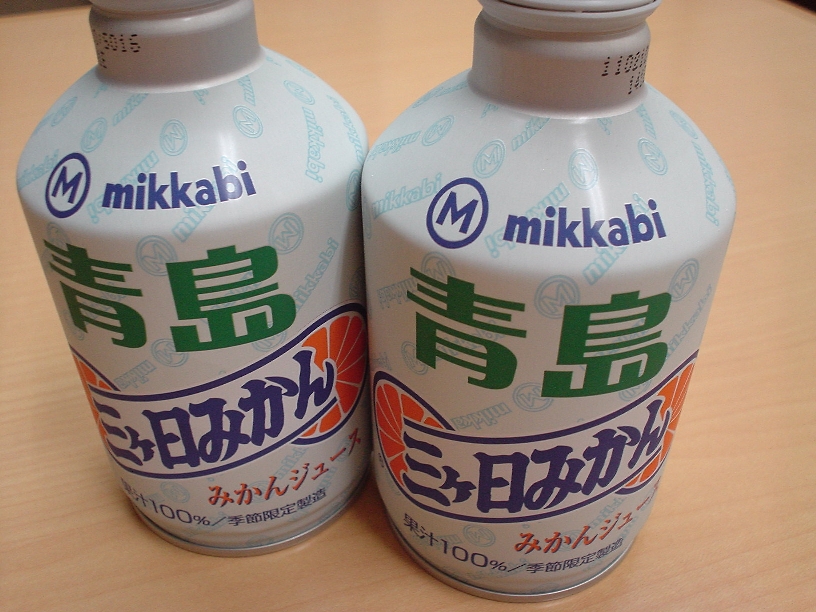 M mikkabi
青島
三ヶ日みかん
みかんジュース
果汁100%/季節限定製造
M mikkabi
青島
三ヶ日みかん
みかんジュース
果汁100%/季節限定製造